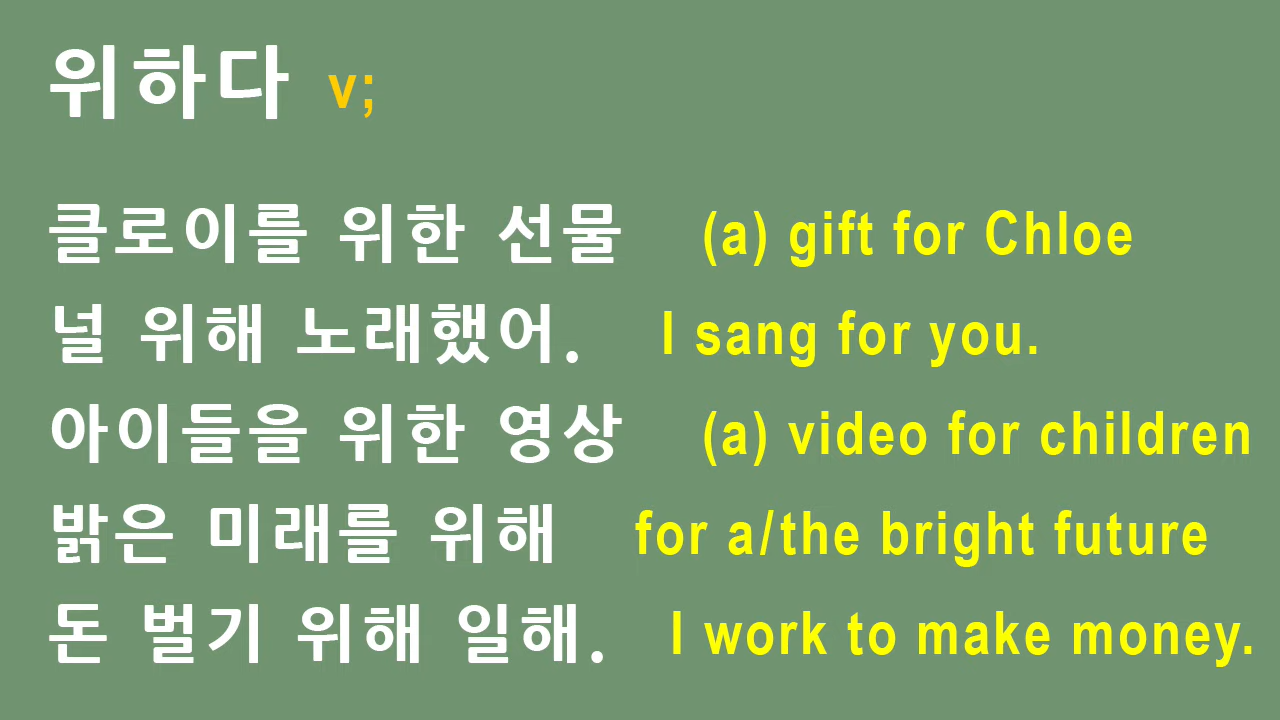 위하다 v;
클로이를 위한 선물 (a) gift for Chloe
널 위해 노래했어. I sang for you.
아이들을 위한 영상 (a) video for children
밝은 미래를 위해 for a/the bright future
돈 벌기 위해 일해. I work to make money.